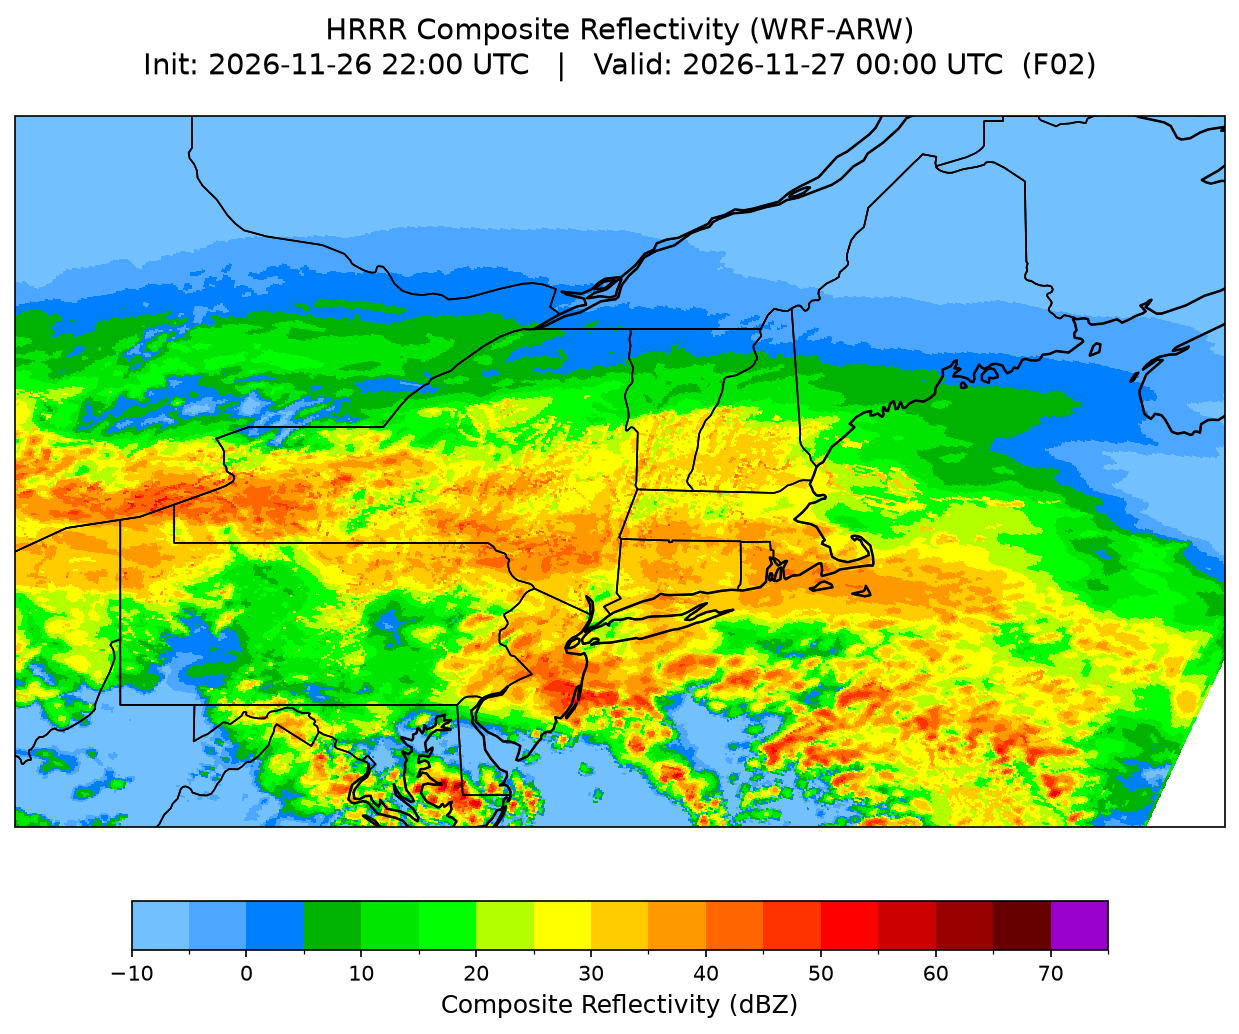 HRRR Composite Reflectivity (WRF-ARW)
Init: 2026-11-26 22:00 UTC | Valid: 2026-11-27 00:00 UTC (F02)
−10 0 10 20 30 40 50 60 70
Composite Reflectivity (dBZ)